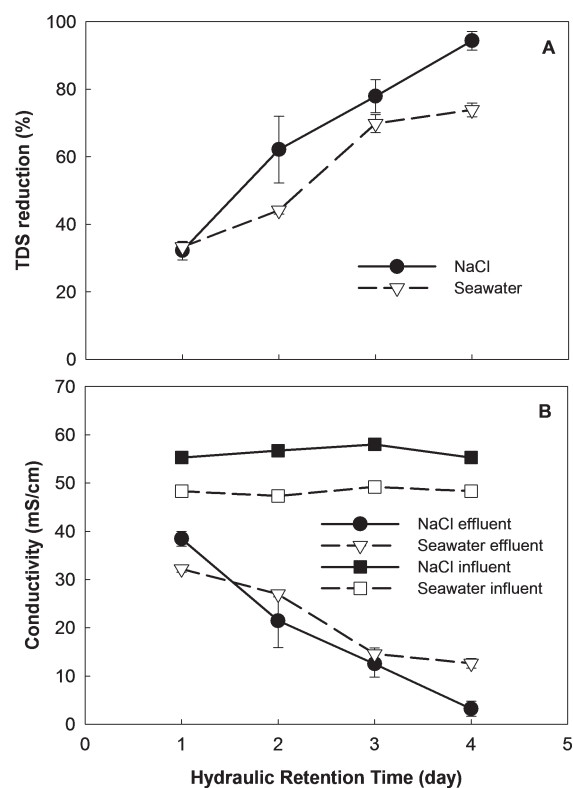 100
A
80
60
40
20
0
TDS reduction (%)
NaCl
Seawater
70
B
60
50
40
30
20
10
0
Conductivity (mS/cm)
NaCl effluent
Seawater effluent
NaCl influent
Seawater influent
0 1 2 3 4 5
Hydraulic Retention Time (day)